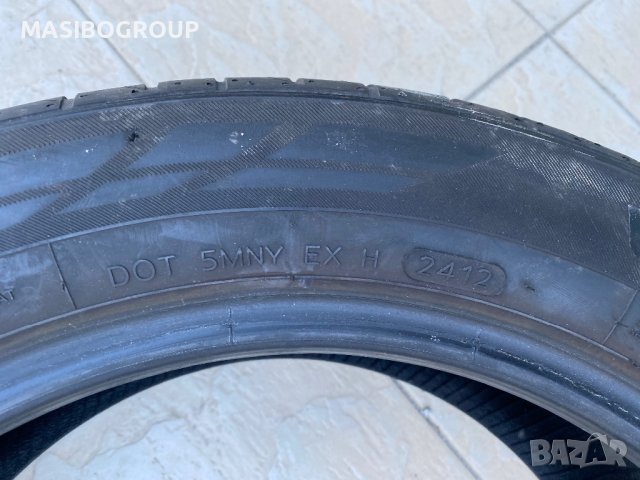 MASIBOGROUP
DOT 5MNY EX H 2412
BAZAR